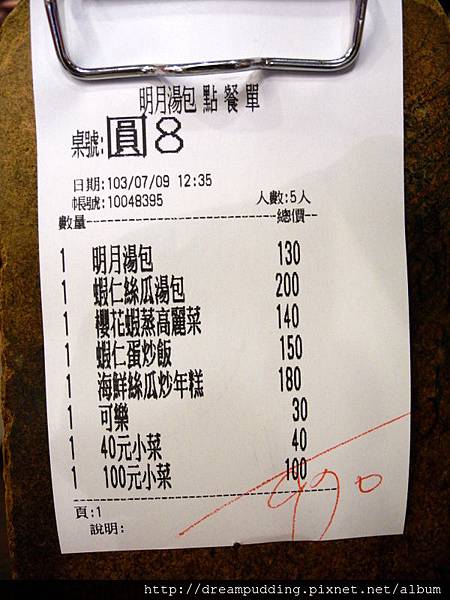 明月湯包 點餐單
桌號:圓8
日期:103/07/09 12:35
帳號:10048395 人數:5人
數量 總價
1 明月湯包 130
1 蝦仁絲瓜湯包 200
1 櫻花蝦蒸高麗菜 140
1 蝦仁蛋炒飯 150
1 海鮮絲瓜炒年糕 180
1 可樂 30
1 40元小菜 40
1 100元小菜 100
頁:1
說明:
http://dreampudding.pixnet.net/album